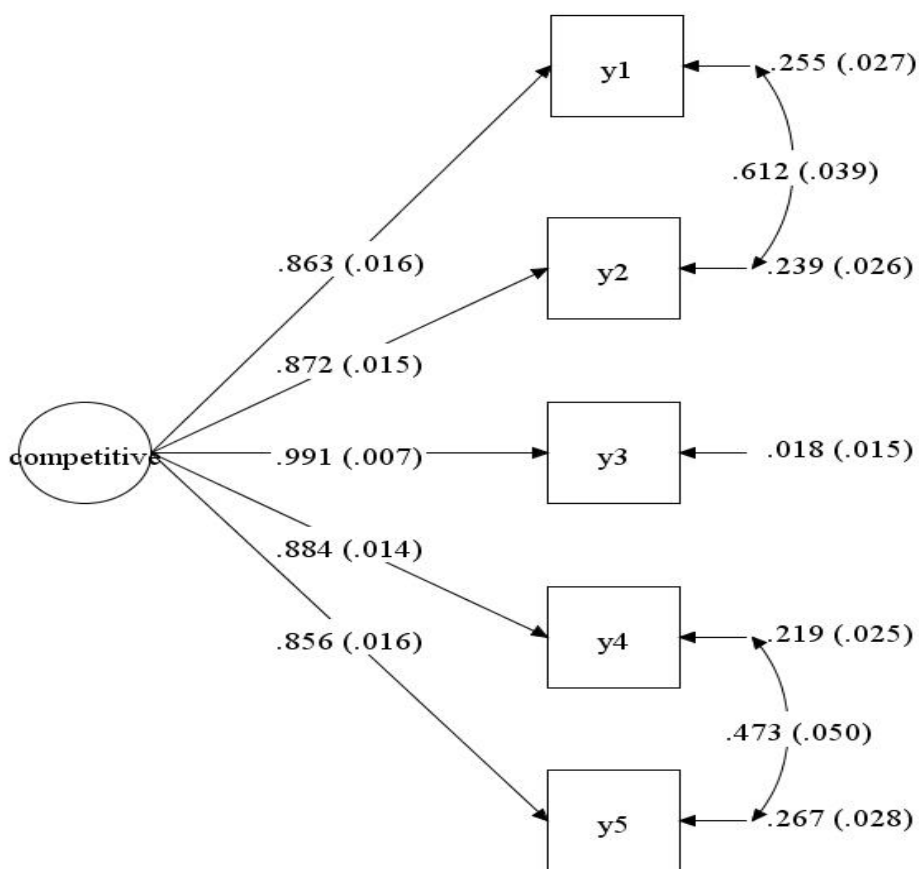 y1
.255 (.027)
.612 (.039)
.863 (.016)
y2
.239 (.026)
.872 (.015)
competitive
.991 (.007)
y3
.018 (.015)
.884 (.014)
.856 (.016)
y4
.219 (.025)
.473 (.050)
y5
.267 (.028)